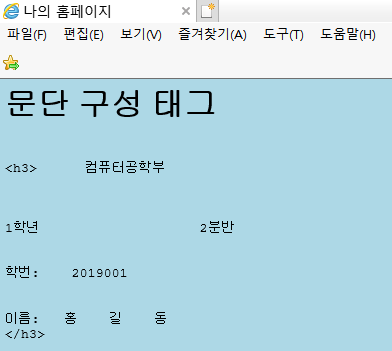 나의 홈페이지
파일(F) 편집(E) 보기(V) 즐겨찾기(A) 도구(T) 도움말(H)
문단 구성 태그
<h3> 컴퓨터공학부
1학년 2분반
학번: 2019001
이름: 홍 길 동
</h3>